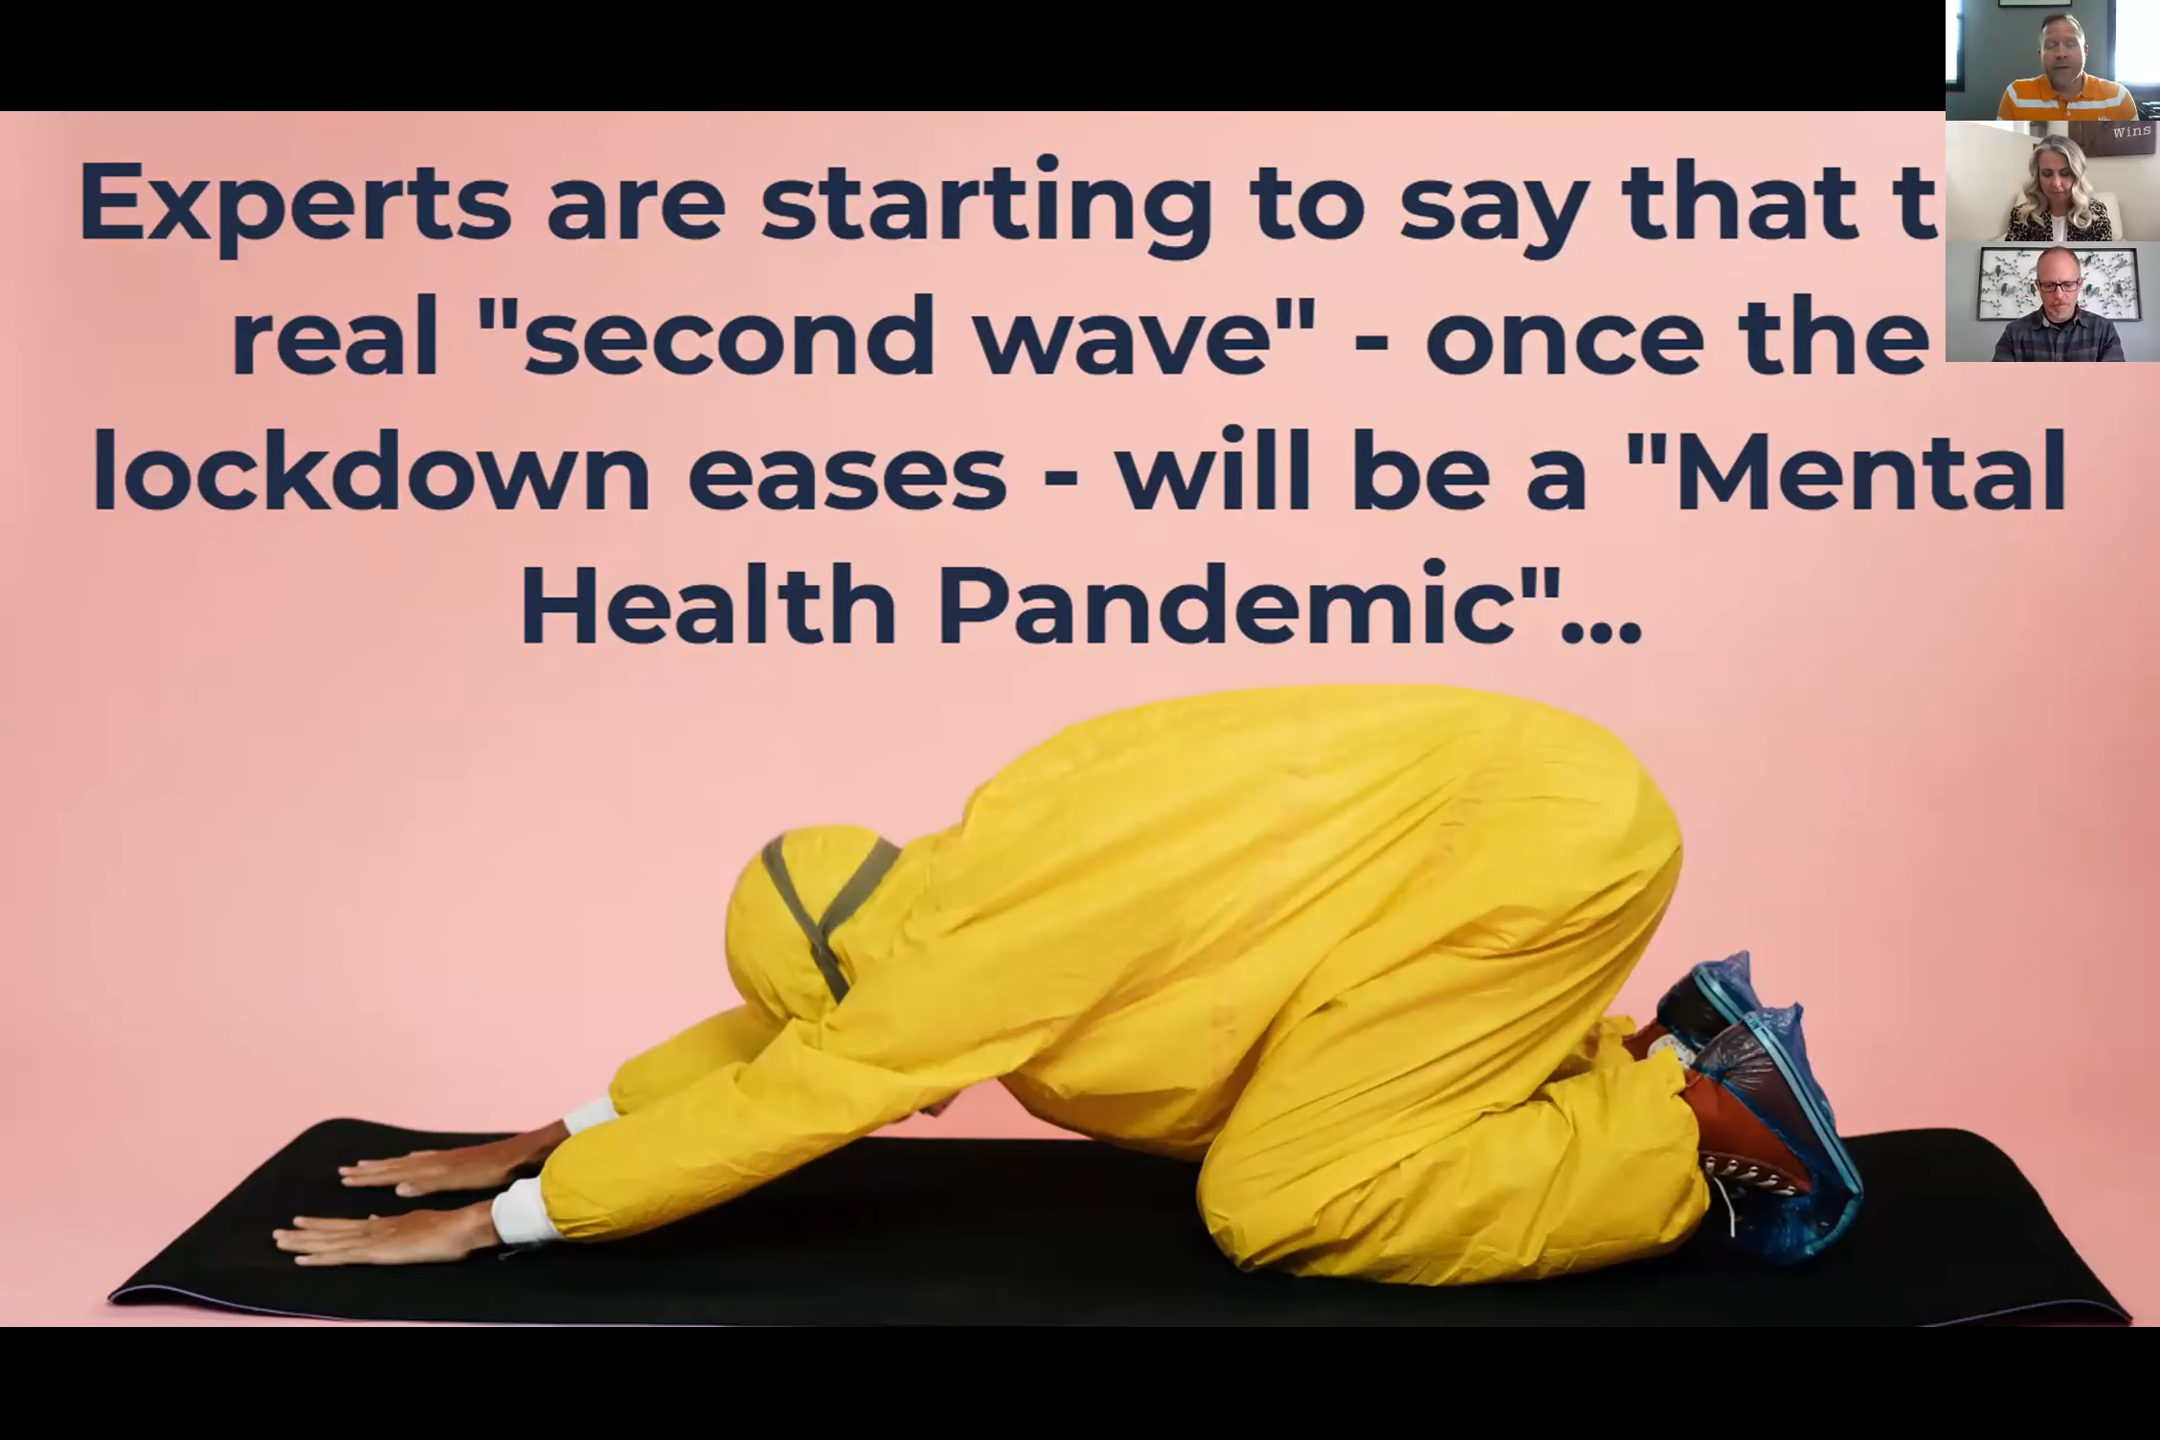 Experts are starting to say that t
real "second wave" - once the
lockdown eases - will be a "Mental
Health Pandemic"...
Wins